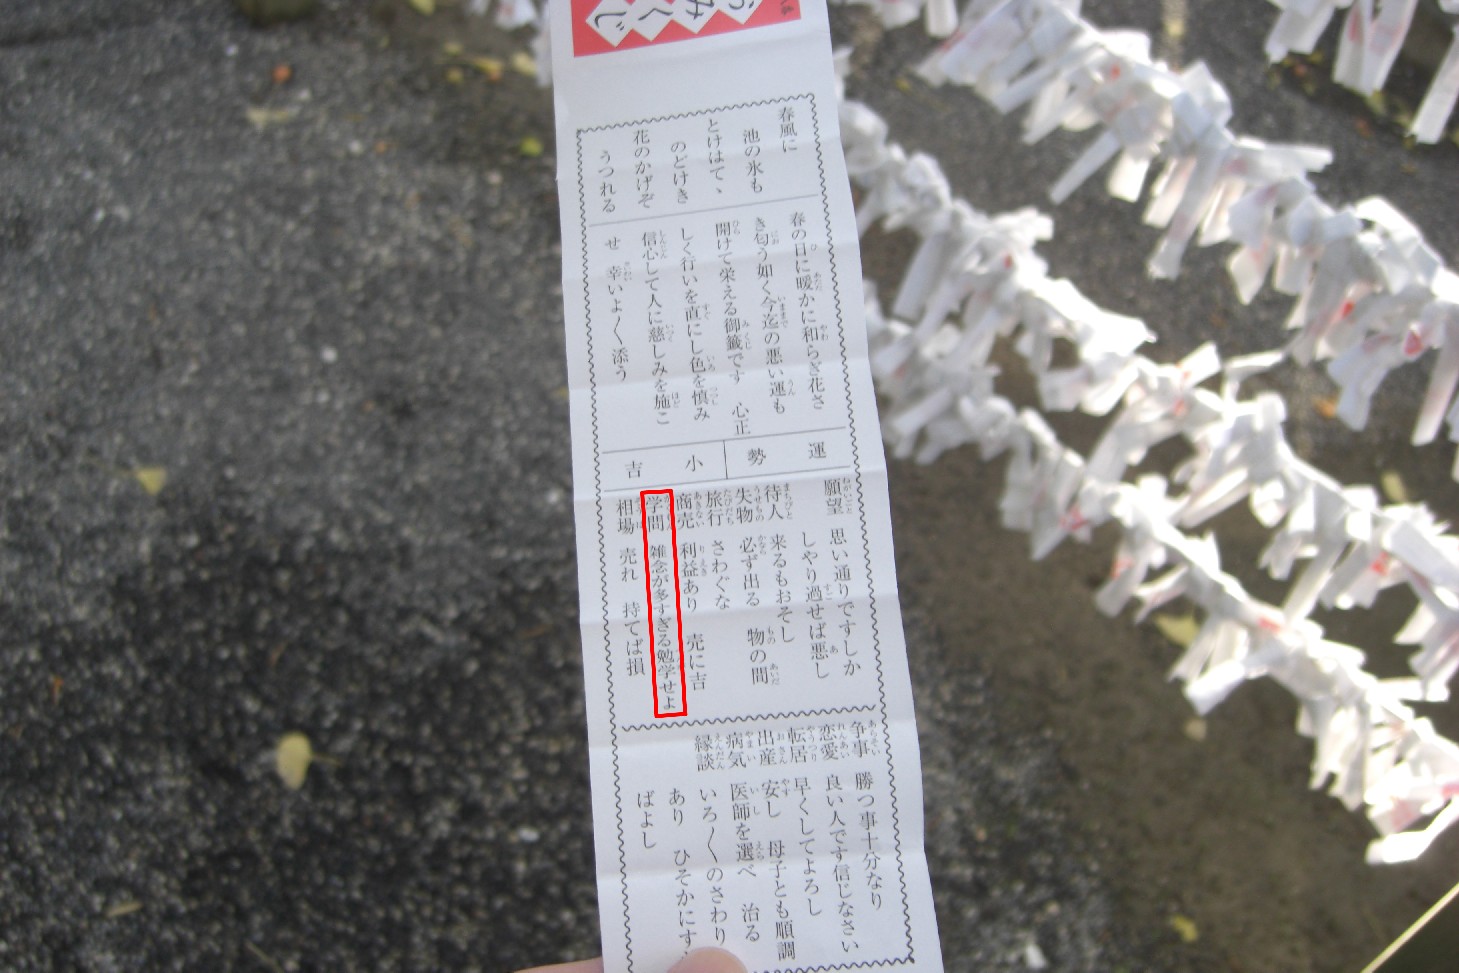 おみくじ
春風に
池の氷も
とけはてゝ
のどけき
花のかげぞ
うつれる
春の日に暖かに和らぎ花さ
き匂う如く今迄の悪い運も
開けて栄える御籤です 心正
しく行いを直にし色を慎み
信心して人に慈しみを施こ
せ 幸いよ〳〵添う
運勢
小吉
願望 思い通りですしか
しやり過せば悪し
待人 来るもおそし
失物 必ず出る 物の間
旅行 さわぐな
商売 利益あり 売に吉
学問 雑念が多すぎる勉学せよ
相場 売れ 持てば損
争事 勝つ事十分なり
恋愛 良い人です信じなさい
転居 早くしてよろし
出産 安し 母子とも順調
病気 医師を選べ 治る
縁談 いろ〳〵のさわり
あり ひそかにす
ばよし